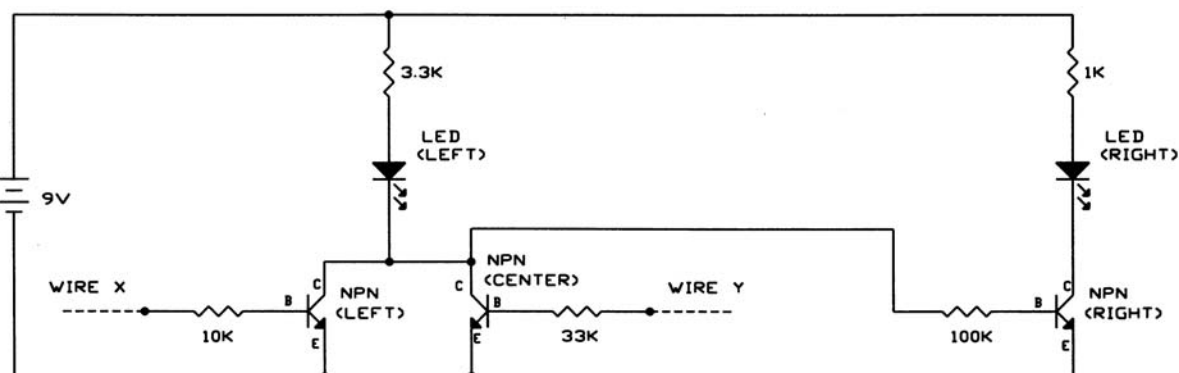 3.3K
1K
LED
(LEFT)
LED
(RIGHT)
9V
NPN
(CENTER)
WIRE X
C
C
WIRE Y
C
B
NPN
(LEFT)
B
B
NPN
(RIGHT)
10K
E
E
33K
100K
E